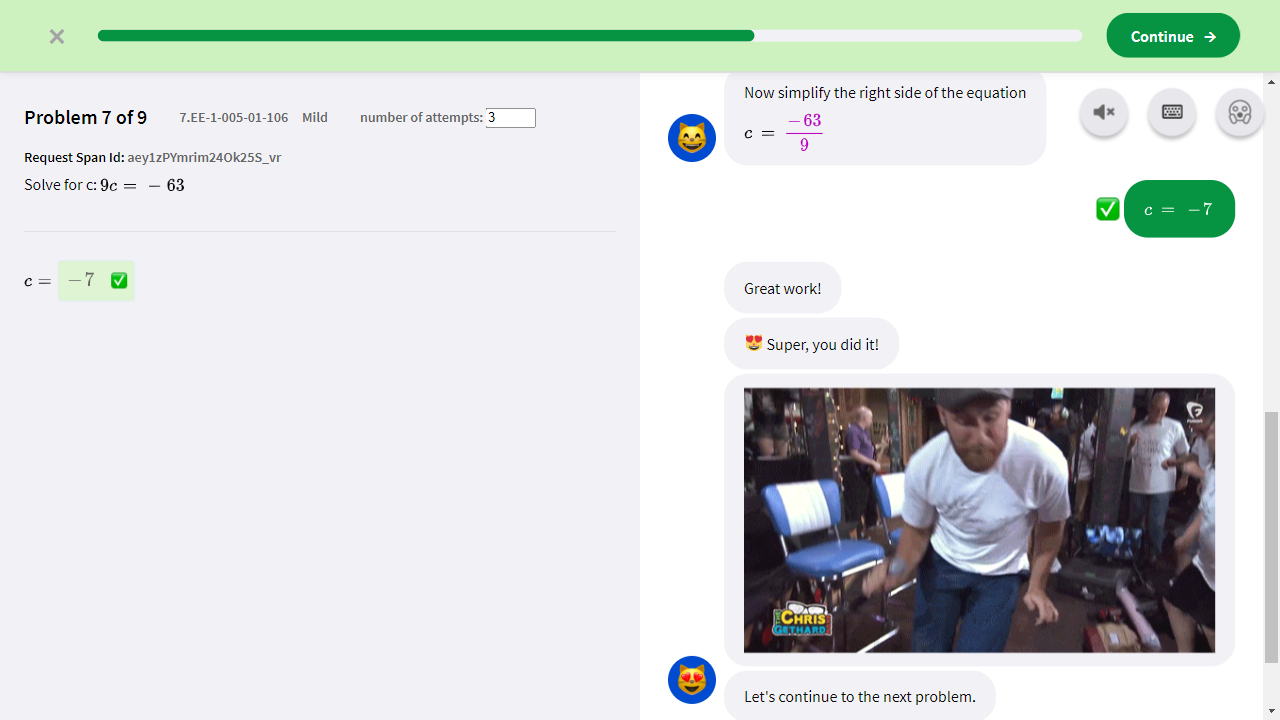 Continue →
Problem 7 of 9 7.EE-1-005-01-106 Mild number of attemps: 3
Request Span Id: aey1zPYmrim24Ok25S_vr
Solve for c: 9c = − 63
c = −7
Now simplify the right side of the equation
c = −63/9
c = −7
Great work!
Super, you did it!
THE CHRIS
GETHARD
Let's continue to the next problem.